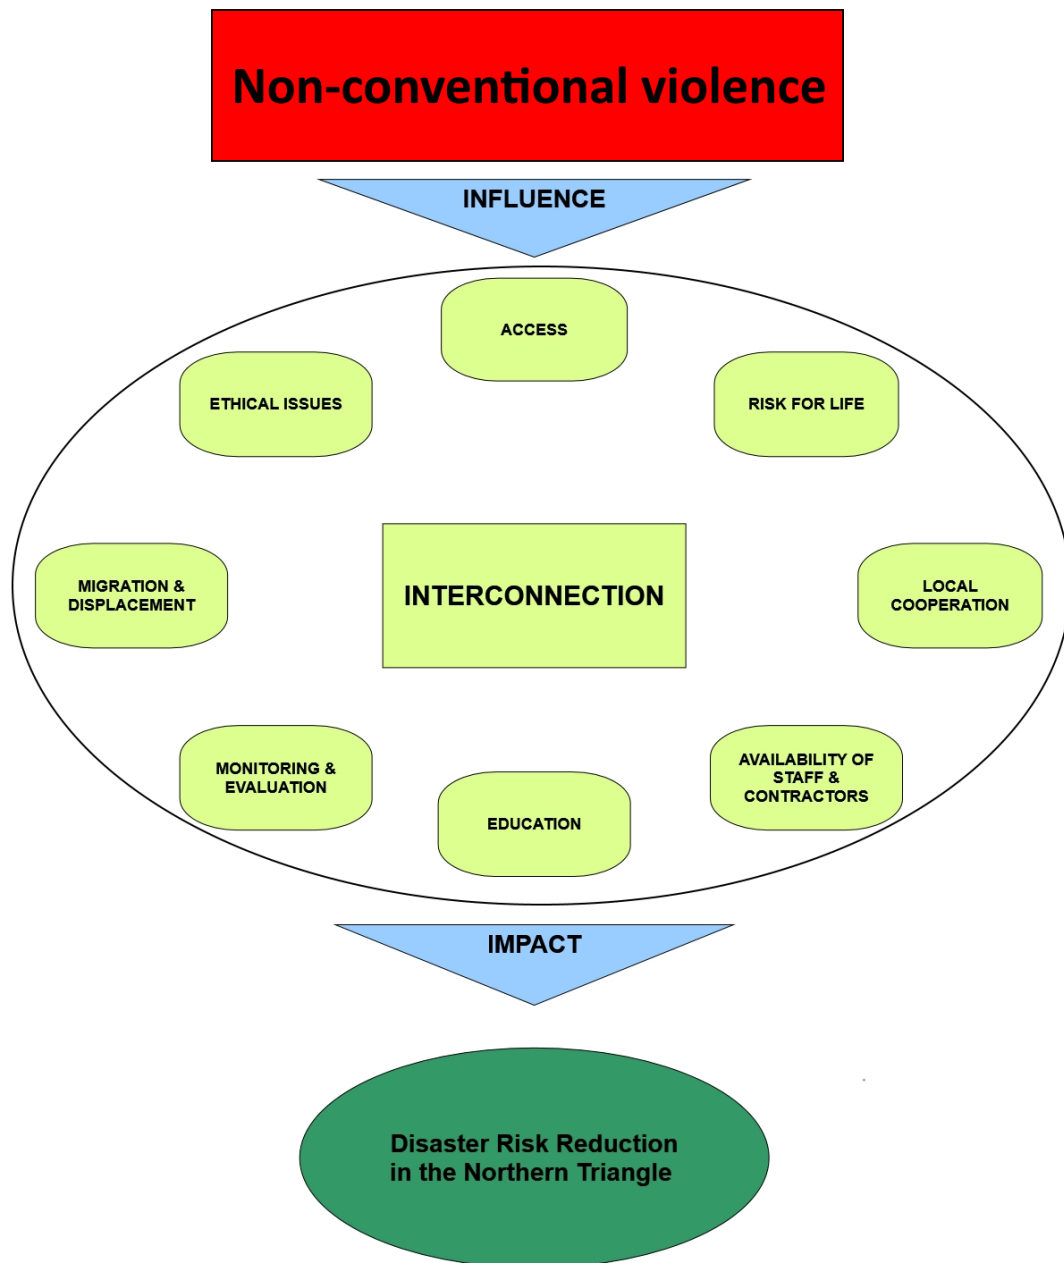 Non-conventional violence
INFLUENCE
ACCESS
ETHICAL ISSUES
RISK FOR LIFE
MIGRATION &
DISPLACEMENT
INTERCONNECTION
LOCAL
COOPERATION
MONITORING &
EVALUATION
EDUCATION
AVAILABILITY OF
STAFF &
CONTRACTORS
IMPACT
Disaster Risk Reduction
in the Northern Triangle